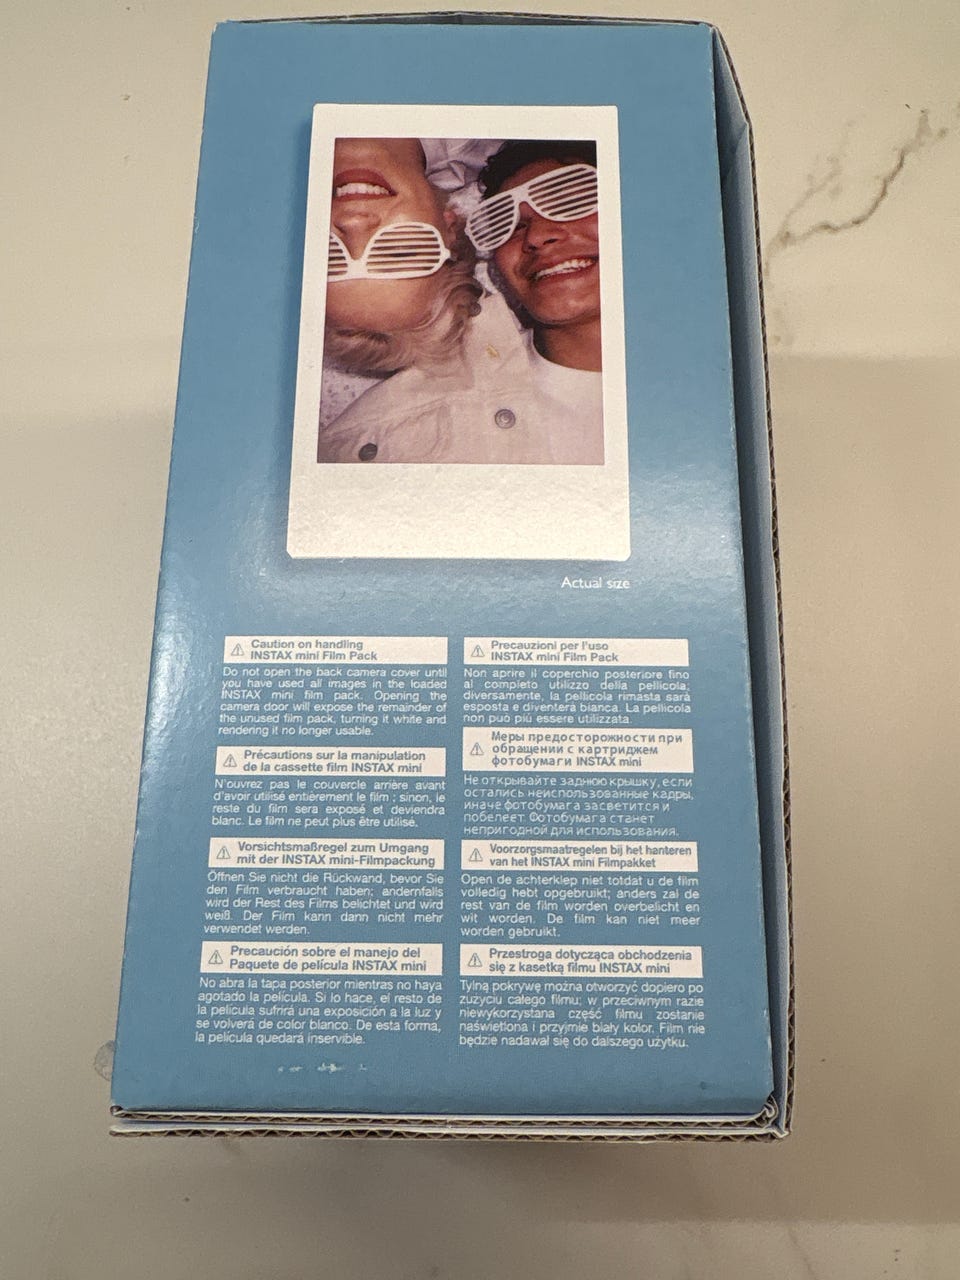 Actual size
Caution on handling
INSTAX mini Film Pack
Do not open the back camera cover until
you have used all images in the loaded
INSTAX mini film pack. Opening the
camera door will expose the remainder of
the unused film pack, turning it white and
rendering it no longer usable.
Précautions sur la manipulation
de la cassette film INSTAX mini
N'ouvrez pas le couvercle arrière avant
d'avoir utilisé entièrement le film ; sinon, le
reste du film sera exposé et deviendra
blanc. Le film ne peut plus être utilisé.
Vorsichtsmaßregel zum Umgang
mit der INSTAX mini-Filmpackung
Öffnen Sie nicht die Rückwand, bevor Sie
den Film verbraucht haben; andernfalls
wird der Rest des Films belichtet und wird
weiß. Der Film kann dann nicht mehr
verwendet werden.
Precaución sobre el manejo del
Paquete de película INSTAX mini
No abra la tapa posterior mientras no haya
agotado la película. Si lo hace, el resto de
la película sufrirá una exposición a la luz y
se volverá de color blanco. De esta forma,
la película quedará inservible.
Precauzioni per l'uso
INSTAX mini Film Pack
Non aprire il coperchio posteriore fino
al completo utilizzo della pellicola;
diversamente, la pellicola rimasta sarà
esposta e diventerà bianca. La pellicola
non può più essere utilizzata.
Меры предосторожности при
обращении с картриджем
фотобумаги INSTAX mini
Не открывайте заднюю крышку, если
остались неиспользованные кадры,
иначе фотобумага засветится и
побелеет. Фотобумага станет
непригодной для использования.
Voorzorgsmaatregelen bij het hanteren
van het INSTAX mini Filmpakket
Open de achterklep niet totdat u de film
volledig hebt opgebruikt; anders zal de
rest van de film worden overbelicht en
wit worden. De film kan niet meer
worden gebruikt.
Przestroga dotycząca obchodzenia
się z kasetką filmu INSTAX mini
Tylną pokrywę można otworzyć dopiero po
zużyciu całego filmu; w przeciwnym razie
niewykorzystana część filmu zostanie
naświetlona i przyjmie biały kolor. Film nie
będzie nadawał się do dalszego użytku.